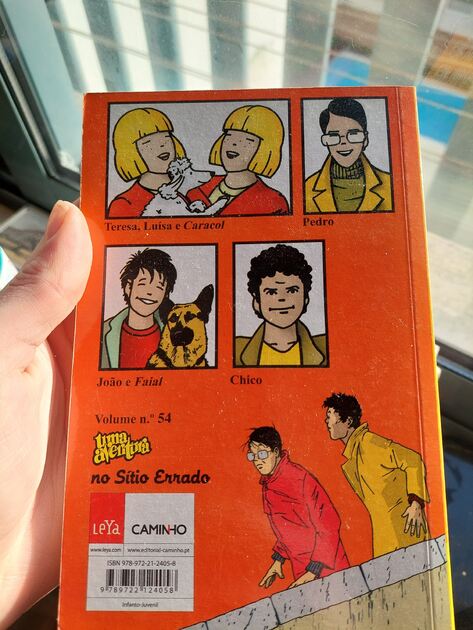 Teresa, Luísa e Caracol
Pedro
João e Faial
Chico
Volume n.º 54
uma
aventura
no Sítio Errado
LEYA
CAMINHO
www.leya.com
www.editorial-caminho.pt
ISBN 978-972-21-2405-8
9 789722 124058
Infanto-Juvenil